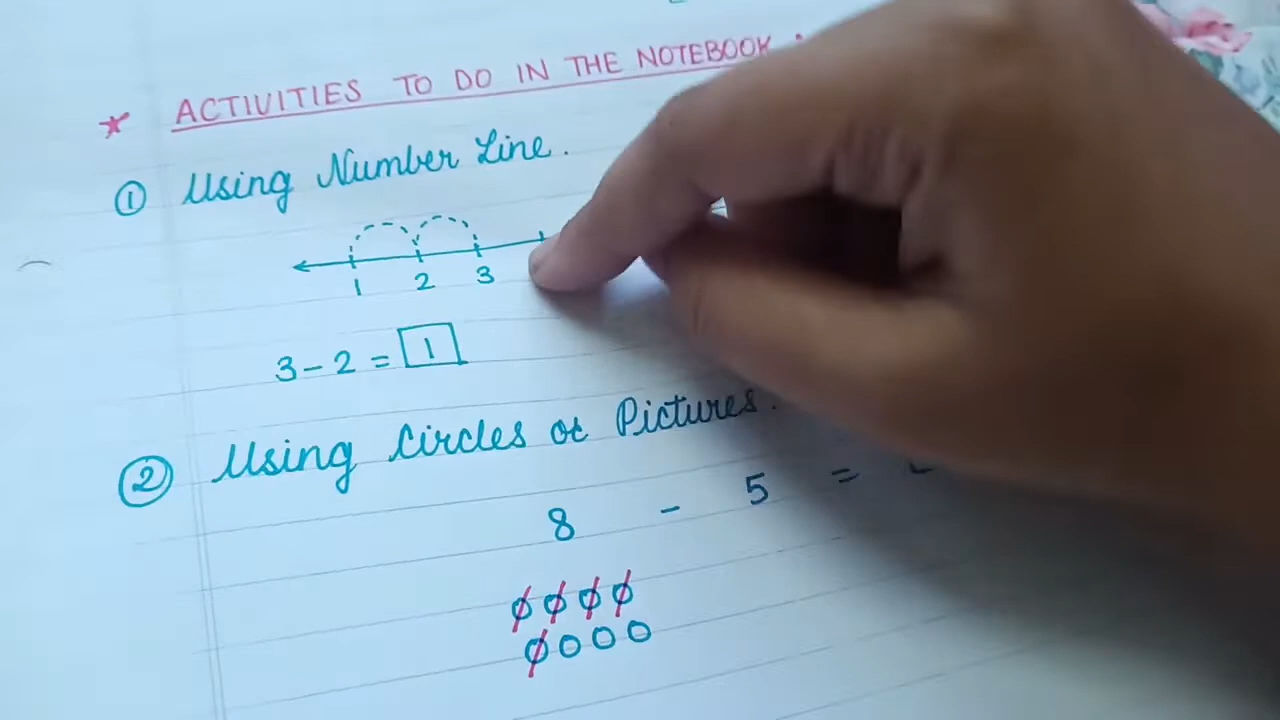 * ACTIVITIES TO DO IN THE NOTEBOOK
① Using Number Line.
1 2 3
3 - 2 = 1
② Using Circles or Pictures.
8 - 5 =